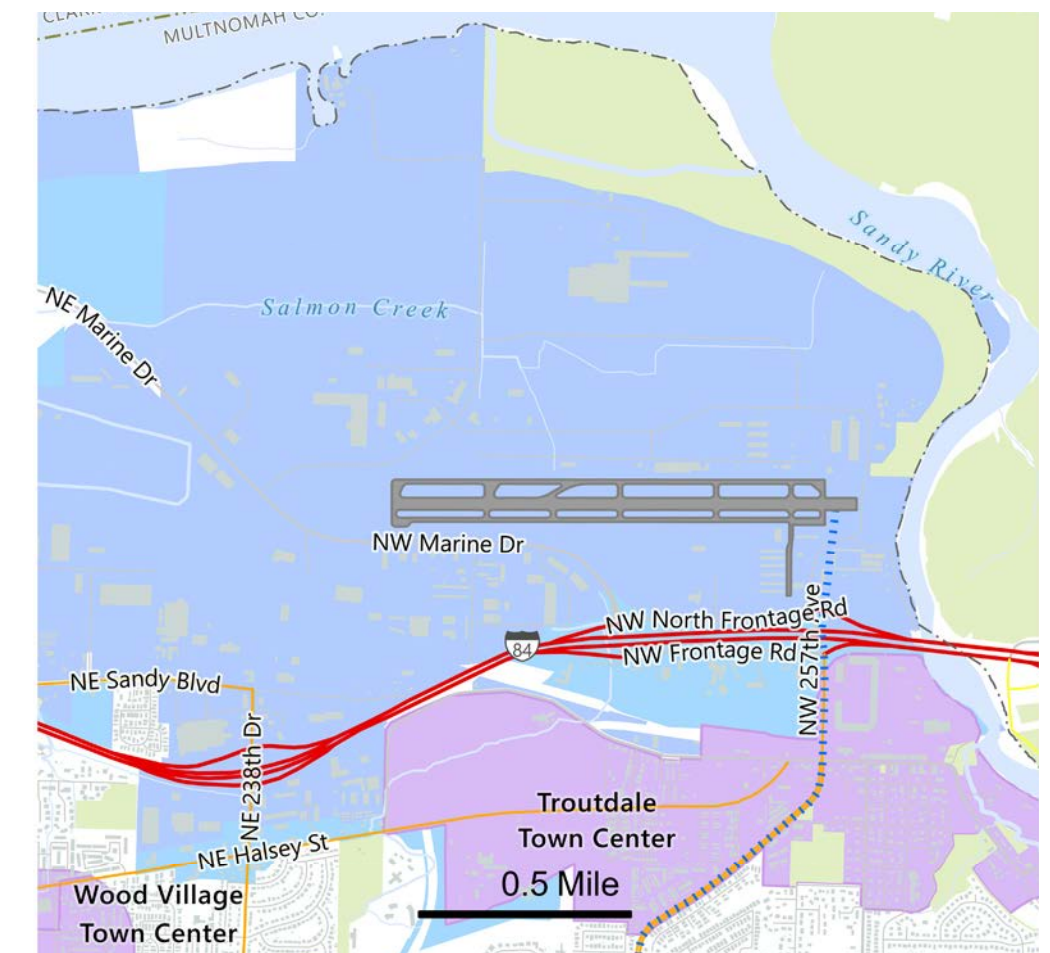 MULTNOMAH
Sandy River
Salmon Creek
NE Marine Dr
NW Marine Dr
NW North Frontage Rd
84
NW Frontage Rd
NW 257th Ave
NE Sandy Blvd
NE 238th Dr
Troutdale
Town Center
NE Halsey St
0.5 Mile
Wood Village
Town Center